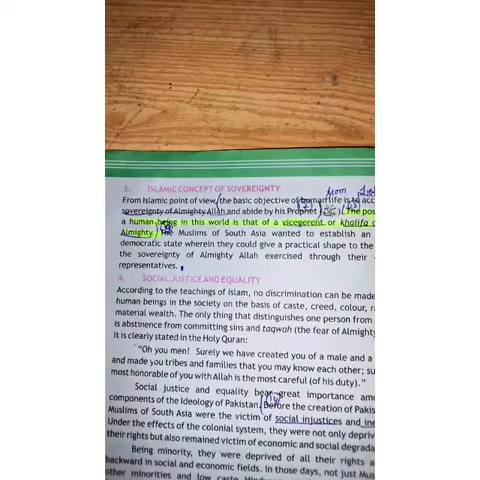 from
3. ISLAMIC CONCEPT OF SOVEREIGNTY
From Islamic point of view, the basic objective of human life is to acc
sovereignty of Almighty Allah and abide by his Prophet ﷺ. The pos
a human being in this world is that of a vicegerent or khalifa
Almighty. The Muslims of South Asia wanted to establish an
democratic state wherein they could give a practical shape to the
the sovereignty of Almighty Allah exercised through their
representatives.
4. SOCIAL JUSTICE AND EQUALITY
According to the teachings of Islam, no discrimination can be made
human beings in the society on the basis of caste, creed, colour, ra
material wealth. The only thing that distinguishes one person from
is abstinence from committing sins and taqwah (the fear of Almighty
It is clearly stated in the Holy Quran:
"Oh you men! Surely we have created you of a male and a
and made you tribes and families that you may know each other; su
most honorable of you with Allah is the most careful (of his duty)."
Social justice and equality bear great importance amo
components of the Ideology of Pakistan. Before the creation of Pakis
Muslims of South Asia were the victim of social injustices and ine
Under the effects of the colonial system, they were not only depriv
their rights but also remained victim of economic and social degrada
Being minority, they were deprived of all their rights a
backward in social and economic fields. In those days, not just Mus
other minorities and low caste